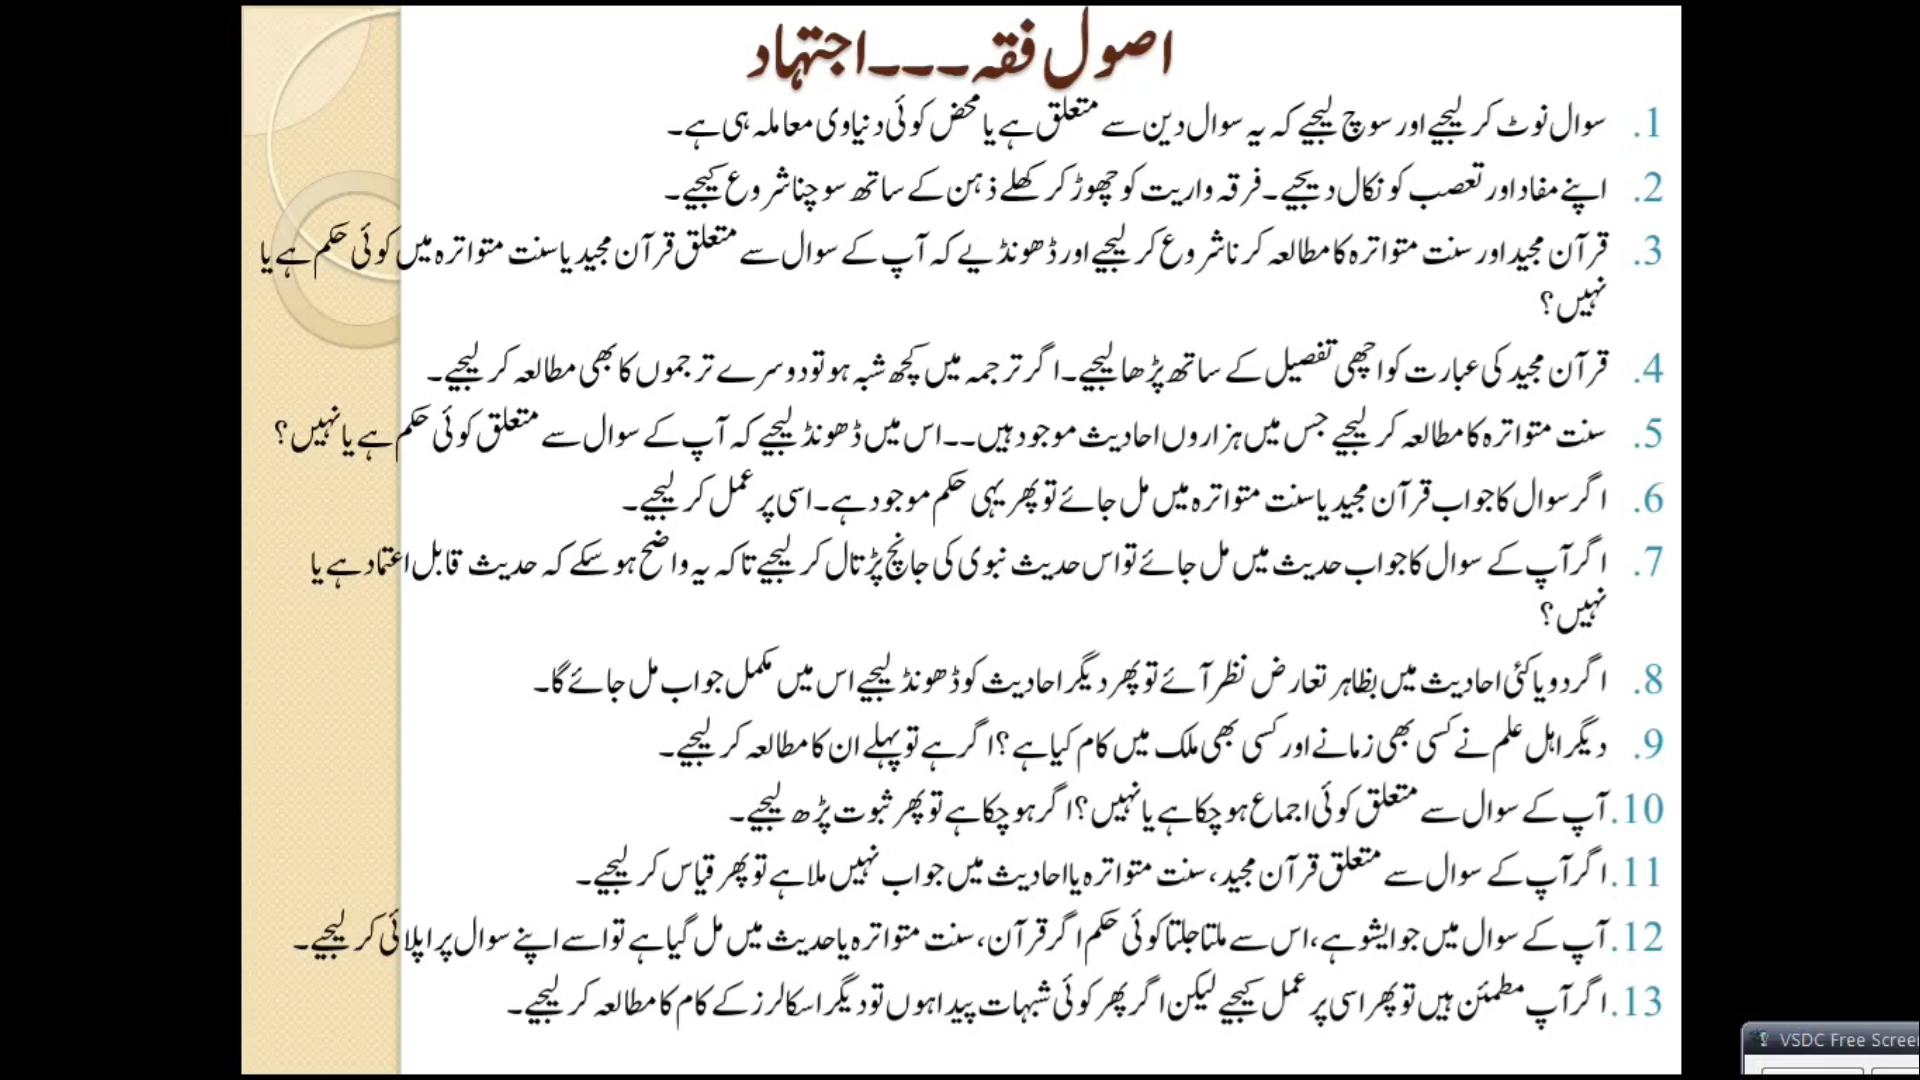 اصول فقہ۔۔۔اجتہاد
1. سوال نوٹ کر لیجیے اور سوچ لیجیے کہ یہ سوال دین سے متعلق ہے یا محض کوئی دنیاوی معاملہ ہی ہے۔
2. اپنے مفاد اور تعصب کو نکال دیجیے۔فرقہ واریت کو چھوڑ کر کھلے ذہن کے ساتھ سوچنا شروع کیجیے۔
3. قرآن مجید اور سنت متواترہ کا مطالعہ کرنا شروع کر لیجیے اور ڈھونڈیے کہ آپ کے سوال سے متعلق قرآن مجید یا سنت متواترہ میں کوئی حکم ہے یا
نہیں؟
4. قرآن مجید کی عبارت کو اچھی تفصیل کے ساتھ پڑھا لیجیے۔اگر ترجمہ میں کچھ شبہ ہو تو دوسرے ترجموں کا بھی مطالعہ کر لیجیے۔
5. سنت متواترہ کا مطالعہ کر لیجیے جس میں ہزاروں احادیث موجود ہیں۔۔اس میں ڈھونڈ لیجیے کہ آپ کے سوال سے متعلق کوئی حکم ہے یا نہیں؟
6. اگر سوال کا جواب قرآن مجید یا سنت متواترہ میں مل جائے تو پھر یہی حکم موجود ہے۔اسی پر عمل کر لیجیے۔
7. اگر آپ کے سوال کا جواب حدیث میں مل جائے تو اس حدیث نبوی کی جانچ پڑتال کر لیجیے تاکہ یہ واضح ہو سکے کہ حدیث قابل اعتماد ہے یا
نہیں؟
8. اگر دو یا کئی احادیث میں بظاہر تعارض نظر آئے تو پھر دیگر احادیث کو ڈھونڈ لیجیے اس میں مکمل جواب مل جائے گا۔
9. دیگر اہل علم نے کسی بھی زمانے اور کسی بھی ملک میں کام کیا ہے؟اگر ہے تو پہلے ان کا مطالعہ کر لیجیے۔
10. آپ کے سوال سے متعلق کوئی اجماع ہو چکا ہے یا نہیں؟اگر ہو چکا ہے تو پھر ثبوت پڑھ لیجیے۔
11. اگر آپ کے سوال سے متعلق قرآن مجید، سنت متواترہ یا احادیث میں جواب نہیں ملا ہے تو پھر قیاس کر لیجیے۔
12. آپ کے سوال میں جو ایشو ہے، اس سے ملتا جلتا کوئی حکم اگر قرآن، سنت متواترہ یا حدیث میں مل گیا ہے تو اسے اپنے سوال پر اپلائی کر لیجیے۔
13. اگر آپ مطمئن ہیں تو پھر اسی پر عمل کیجیے لیکن اگر پھر کوئی شبہات پیدا ہوں تو دیگر اسکالرز کے کام کا مطالعہ کر لیجیے۔
VSDC Free Screen